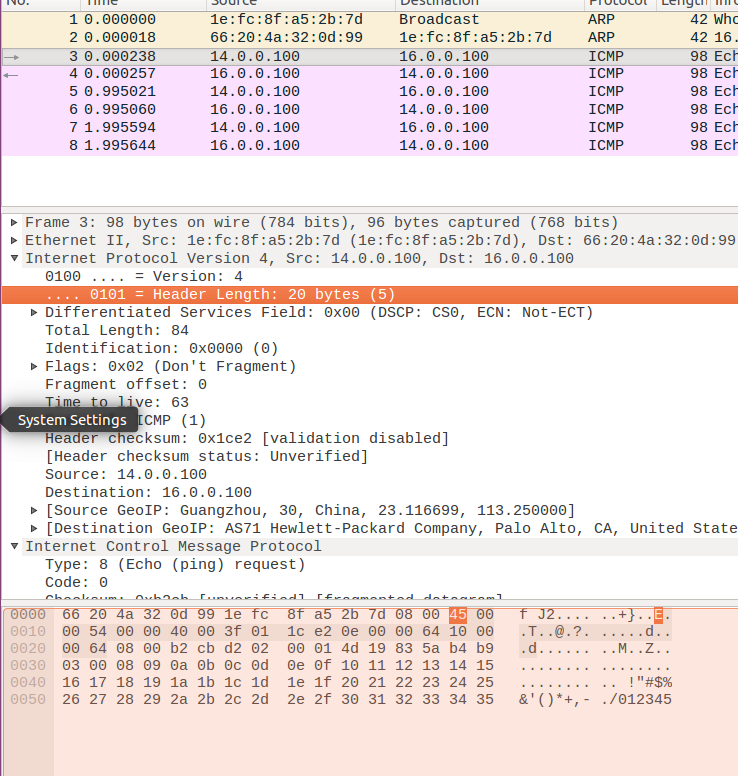 No. Time Source Destination Protocol Length Info
1 0.000000 1e:fc:8f:a5:2b:7d Broadcast ARP 42 Who
2 0.000018 66:20:4a:32:0d:99 1e:fc:8f:a5:2b:7d ARP 42 16.
3 0.000238 14.0.0.100 16.0.0.100 ICMP 98 Ech
4 0.000257 16.0.0.100 14.0.0.100 ICMP 98 Ech
5 0.995021 14.0.0.100 16.0.0.100 ICMP 98 Ech
6 0.995060 16.0.0.100 14.0.0.100 ICMP 98 Ech
7 1.995594 14.0.0.100 16.0.0.100 ICMP 98 Ech
8 1.995644 16.0.0.100 14.0.0.100 ICMP 98 Ech
Frame 3: 98 bytes on wire (784 bits), 96 bytes captured (768 bits)
Ethernet II, Src: 1e:fc:8f:a5:2b:7d (1e:fc:8f:a5:2b:7d), Dst: 66:20:4a:32:0d:99
Internet Protocol Version 4, Src: 14.0.0.100, Dst: 16.0.0.100
0100 .... = Version: 4
.... 0101 = Header Length: 20 bytes (5)
Differentiated Services Field: 0x00 (DSCP: CS0, ECN: Not-ECT)
Total Length: 84
Identification: 0x0000 (0)
Flags: 0x02 (Don't Fragment)
Fragment offset: 0
Time to live: 63
System Settings ICMP (1)
Header checksum: 0x1ce2 [validation disabled]
[Header checksum status: Unverified]
Source: 14.0.0.100
Destination: 16.0.0.100
[Source GeoIP: Guangzhou, 30, China, 23.116699, 113.250000]
[Destination GeoIP: AS71 Hewlett-Packard Company, Palo Alto, CA, United State
Internet Control Message Protocol
Type: 8 (Echo (ping) request)
Code: 0
Checksum: 0xb2cb [unverified] [fragmented datagram]
0000 66 20 4a 32 0d 99 1e fc 8f a5 2b 7d 08 00 45 00 f J2.... ..+}..E.
0010 00 54 00 00 40 00 3f 01 1c e2 0e 00 00 64 10 00 .T..@.?. .....d..
0020 00 64 08 00 b2 cb d2 02 00 01 4d 19 83 5a b4 b9 .d...... ..M..Z..
0030 03 00 08 09 0a 0b 0c 0d 0e 0f 10 11 12 13 14 15 ........ ........
0040 16 17 18 19 1a 1b 1c 1d 1e 1f 20 21 22 23 24 25 ........ .. !"#$%
0050 26 27 28 29 2a 2b 2c 2d 2e 2f 30 31 32 33 34 35 &'()*+,- ./012345